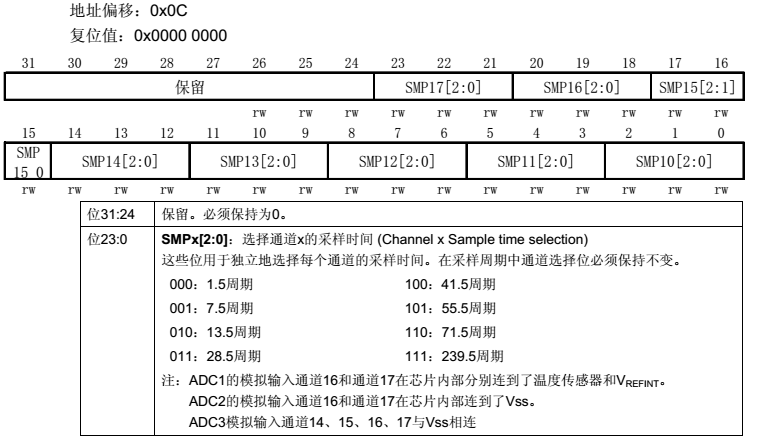 地址偏移：0x0C
复位值：0x0000 0000
31 30 29 28 27 26 25 24 23 22 21 20 19 18 17 16
保留 SMP17[2:0] SMP16[2:0] SMP15[2:1]
rw rw rw rw rw rw rw rw rw rw rw
15 14 13 12 11 10 9 8 7 6 5 4 3 2 1 0
SMP
15 0 SMP14[2:0] SMP13[2:0] SMP12[2:0] SMP11[2:0] SMP10[2:0]
rw rw rw rw rw rw rw rw rw rw rw rw rw rw rw rw
位31:24 保留。必须保持为0。
位23:0 SMPx[2:0]：选择通道x的采样时间 (Channel x Sample time selection)
这些位用于独立地选择每个通道的采样时间。在采样周期中通道选择位必须保持不变。
000：1.5周期 100：41.5周期
001：7.5周期 101：55.5周期
010：13.5周期 110：71.5周期
011：28.5周期 111：239.5周期
注：ADC1的模拟输入通道16和通道17在芯片内部分别连到了温度传感器和VREFINT。
ADC2的模拟输入通道16和通道17在芯片内部连到了Vss。
ADC3模拟输入通道14、15、16、17与Vss相连